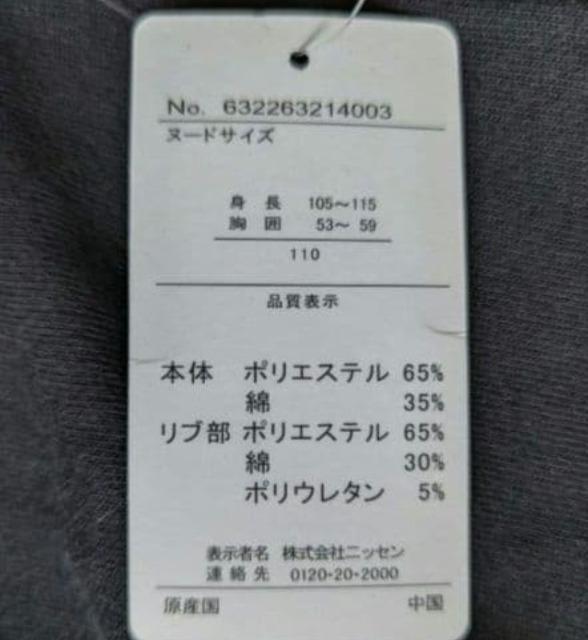 No. 632263214003
ヌードサイズ
身 長 105～115
胸 囲 53～ 59
110
品質表示
本体 ポリエステル 65%
綿 35%
リブ部 ポリエステル 65%
綿 30%
ポリウレタン 5%
表示者名 株式会社ニッセン
連絡先 0120-20-2000
原産国 中国